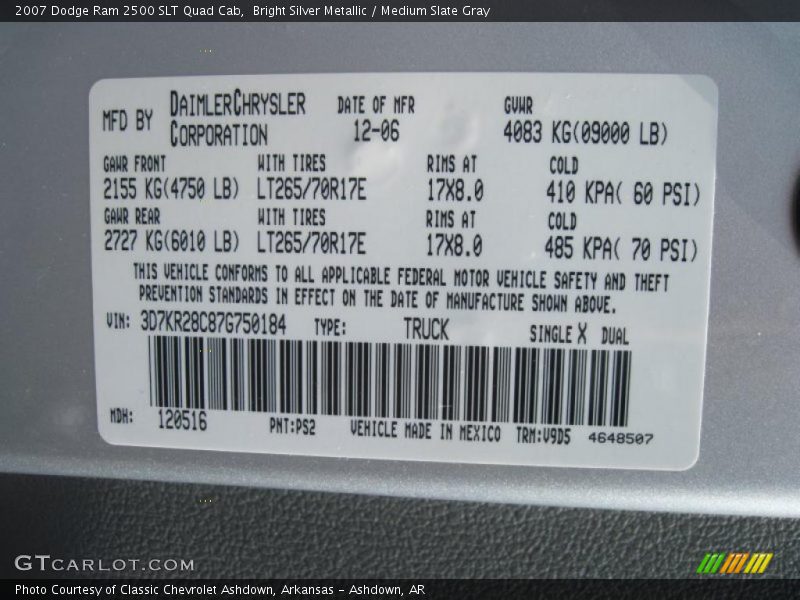 2007 Dodge Ram 2500 SLT Quad Cab,  Bright Silver Metallic / Medium Slate Gray
MFD BY DAIMLERCHRYSLER CORPORATION DATE OF MFR 12-06 GVWR 4083 KG(09000 LB)
GAWR FRONT WITH TIRES RIMS AT COLD
2155 KG(4750 LB) LT265/70R17E 17X8.0 410 KPA( 60 PSI)
GAWR REAR WITH TIRES RIMS AT COLD
2727 KG(6010 LB) LT265/70R17E 17X8.0 485 KPA( 70 PSI)
THIS VEHICLE CONFORMS TO ALL APPLICABLE FEDERAL MOTOR VEHICLE SAFETY AND THEFT
PREVENTION STANDARDS IN EFFECT ON THE DATE OF MANUFACTURE SHOWN ABOVE.
VIN: 3D7KR28C87G750184 TYPE: TRUCK SINGLE X DUAL
MDH: 120516 PNT:PS2 VEHICLE MADE IN MEXICO TRM:V9D5 4648507
GTCARLOT.COM
Photo Courtesy of Classic Chevrolet Ashdown, Arkansas - Ashdown, AR